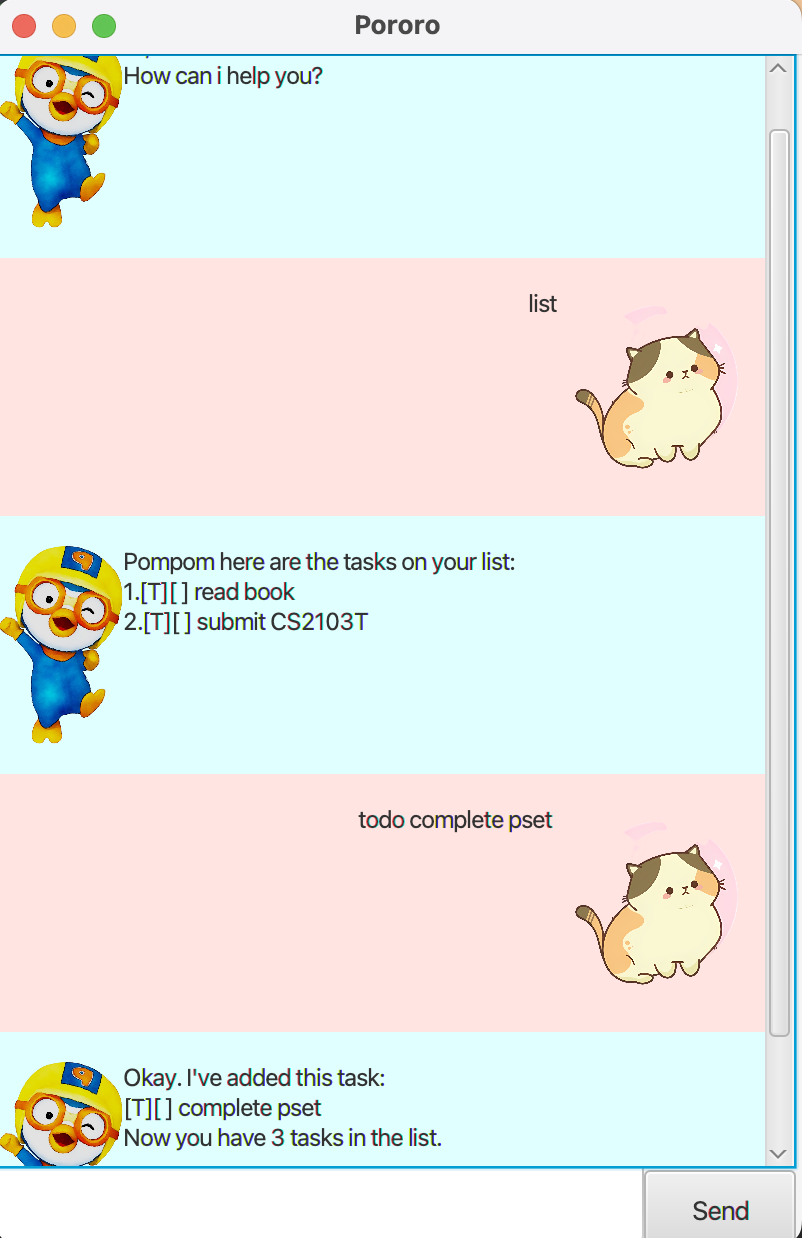 Pororo
How can i help you?
list
Pompom here are the tasks on your list:
1.[T][ ] read book
2.[T][ ] submit CS2103T
todo complete pset
Okay. I've added this task:
[T][ ] complete pset
Now you have 3 tasks in the list.
Send